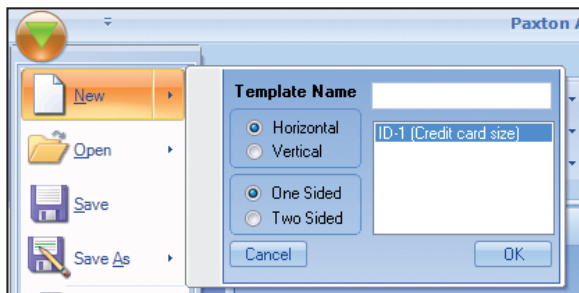 Paxton A
New
Open
Save
Save As
Template Name
Horizontal
Vertical
One Sided
Two Sided
ID-1 (Credit card size)
Cancel
OK